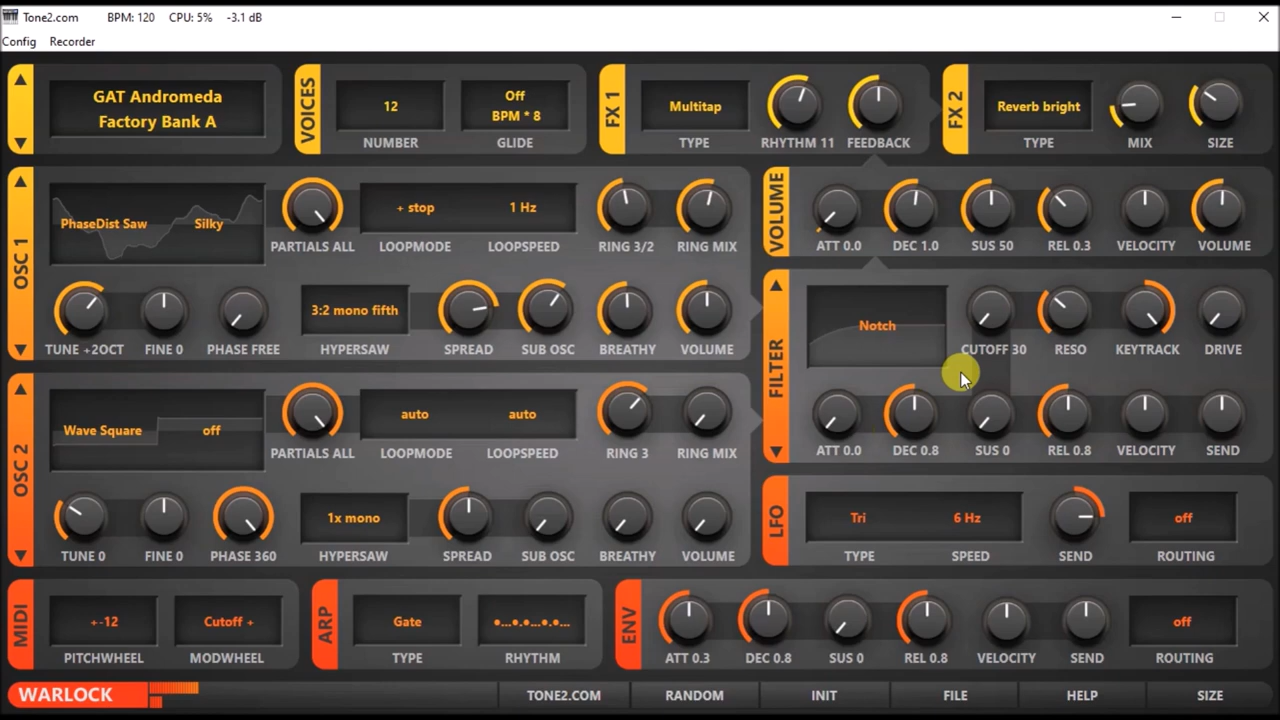 Tone2.com BPM: 120 CPU: 5% -3.1 dB
Config Recorder
GAT Andromeda
Factory Bank A
VOICES
12
NUMBER
Off
BPM * 8
GLIDE
FX 1
Multitap
TYPE
RHYTHM 11
FEEDBACK
FX 2
Reverb bright
TYPE
MIX
SIZE
OSC 1
PhaseDist Saw
Silky
PARTIALS ALL
+ stop
LOOPMODE
1 Hz
LOOPSPEED
RING 3/2
RING MIX
TUNE +2OCT
FINE 0
PHASE FREE
3:2 mono fifth
HYPERSAW
SPREAD
SUB OSC
BREATHY
VOLUME
VOLUME
ATT 0.0
DEC 1.0
SUS 50
REL 0.3
VELOCITY
VOLUME
FILTER
Notch
CUTOFF 30
RESO
KEYTRACK
DRIVE
ATT 0.0
DEC 0.8
SUS 0
REL 0.8
VELOCITY
SEND
OSC 2
Wave Square
off
PARTIALS ALL
auto
LOOPMODE
auto
LOOPSPEED
RING 3
RING MIX
TUNE 0
FINE 0
PHASE 360
1x mono
HYPERSAW
SPREAD
SUB OSC
BREATHY
VOLUME
LFO
Tri
TYPE
6 Hz
SPEED
SEND
off
ROUTING
MIDI
+-12
PITCHWHEEL
Cutoff +
MODWHEEL
ARP
Gate
TYPE
•...•.•...•.•...
RHYTHM
ENV
ATT 0.3
DEC 0.8
SUS 0
REL 0.8
VELOCITY
SEND
off
ROUTING
WARLOCK
TONE2.COM
RANDOM
INIT
FILE
HELP
SIZE